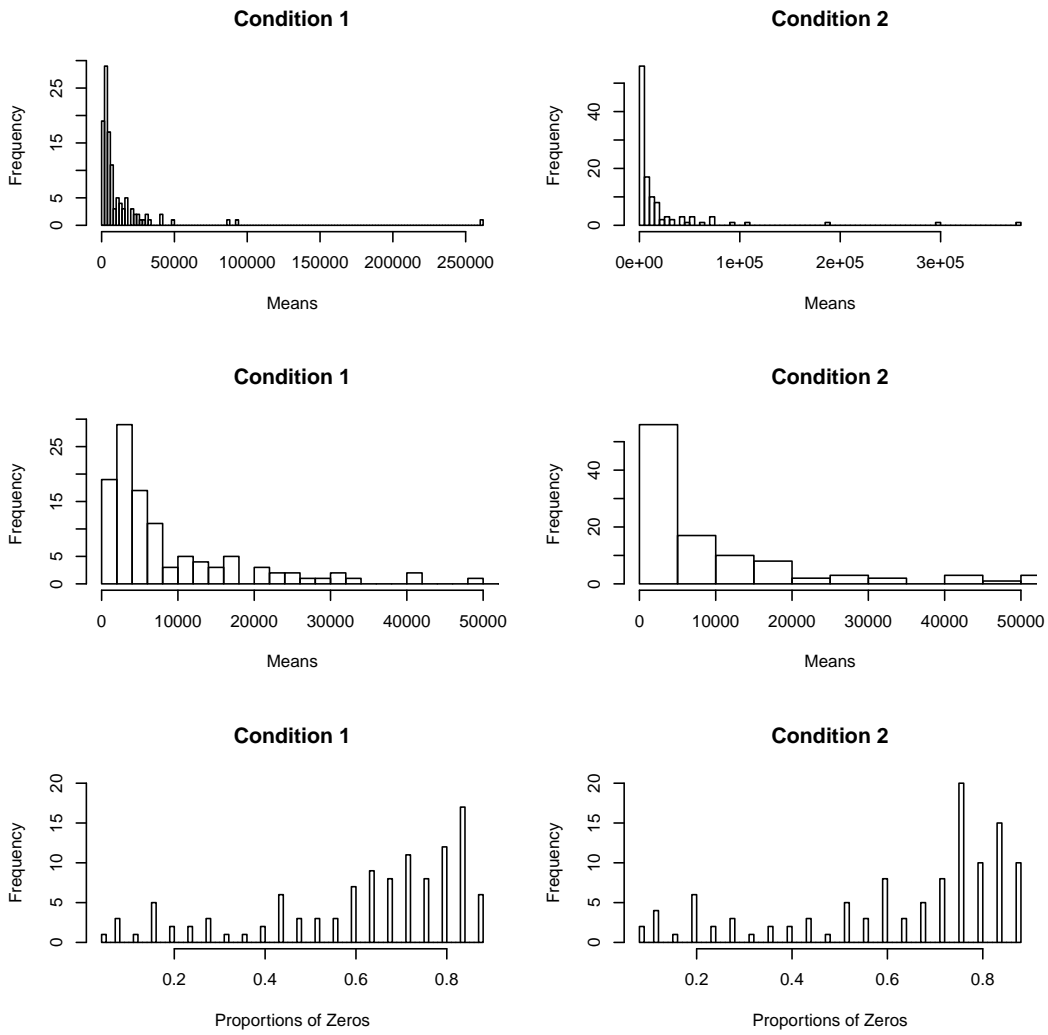 Condition 1
Frequency
5
15
25
0
50000
100000
150000
200000
250000
Means
Condition 2
Frequency
0
20
40
0e+00
1e+05
2e+05
3e+05
Means
Condition 1
Frequency
0
5
15
25
0
10000
20000
30000
40000
50000
Means
Condition 2
Frequency
0
20
40
0
10000
20000
30000
40000
50000
Means
Condition 1
Frequency
0
5
10
15
20
0.2
0.4
0.6
0.8
Proportions of Zeros
Condition 2
Frequency
0
5
10
15
20
0.2
0.4
0.6
0.8
Proportions of Zeros